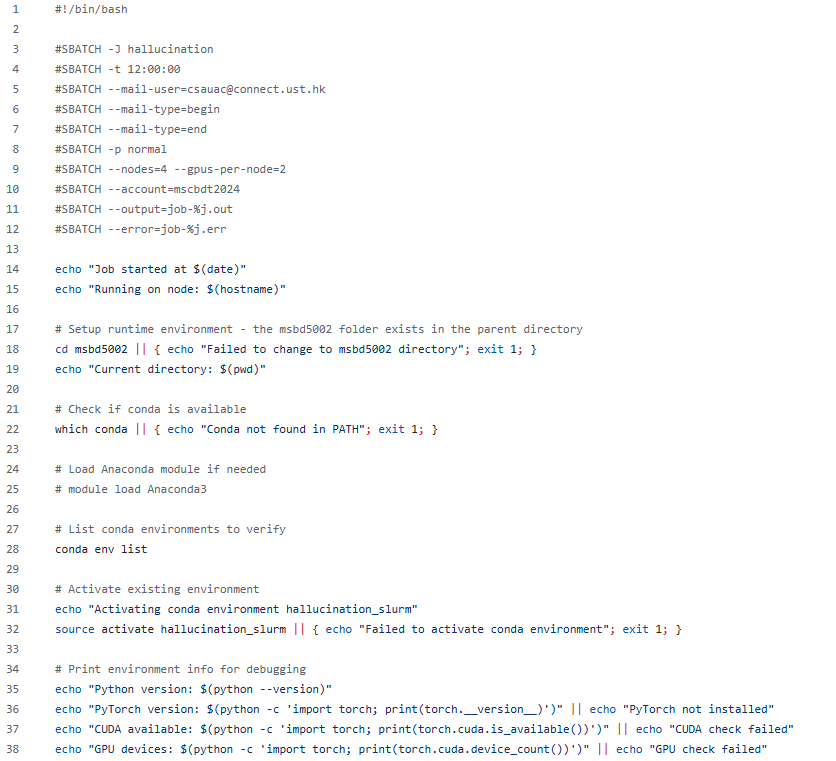 1 #!/bin/bash
2
3 #SBATCH -J hallucination
4 #SBATCH -t 12:00:00
5 #SBATCH --mail-user=csauac@connect.ust.hk
6 #SBATCH --mail-type=begin
7 #SBATCH --mail-type=end
8 #SBATCH -p normal
9 #SBATCH --nodes=4 --gpus-per-node=2
10 #SBATCH --account=mscbdt2024
11 #SBATCH --output=job-%j.out
12 #SBATCH --error=job-%j.err
13
14 echo "Job started at $(date)"
15 echo "Running on node: $(hostname)"
16
17 # Setup runtime environment - the msbd5002 folder exists in the parent directory
18 cd msbd5002 || { echo "Failed to change to msbd5002 directory"; exit 1; }
19 echo "Current directory: $(pwd)"
20
21 # Check if conda is available
22 which conda || { echo "Conda not found in PATH"; exit 1; }
23
24 # Load Anaconda module if needed
25 # module load Anaconda3
26
27 # List conda environments to verify
28 conda env list
29
30 # Activate existing environment
31 echo "Activating conda environment hallucination_slurm"
32 source activate hallucination_slurm || { echo "Failed to activate conda environment"; exit 1; }
33
34 # Print environment info for debugging
35 echo "Python version: $(python --version)"
36 echo "PyTorch version: $(python -c 'import torch; print(torch.__version__)')" || echo "PyTorch not installed"
37 echo "CUDA available: $(python -c 'import torch; print(torch.cuda.is_available())')" || echo "CUDA check failed"
38 echo "GPU devices: $(python -c 'import torch; print(torch.cuda.device_count())')" || echo "GPU check failed"